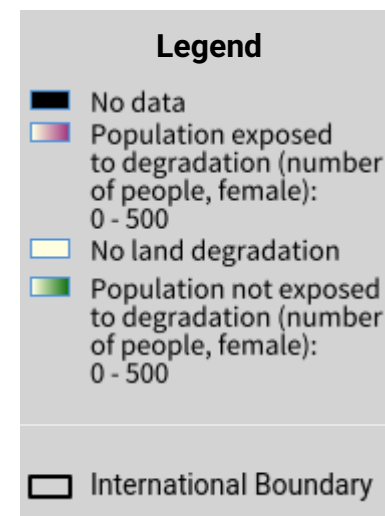 Legend
No data
Population exposed
to degradation (number
of people, female):
0 - 500
No land degradation
Population not exposed
to degradation (number
of people, female):
0 - 500
International Boundary